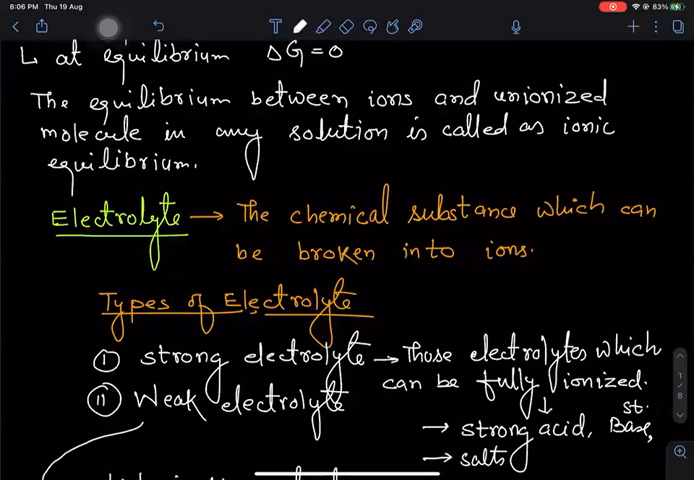 8:06 PM Thu 19 Aug
83%
↳ at equilibrium ΔG = 0
The equilibrium between ions and unionized
molecule in any solution is called as ionic
equilibrium.
Electrolyte → The chemical substance which can
be broken into ions.
Types of Electrolyte
(i) strong electrolyte → Those electrolytes which
can be fully ionized.
(ii) Weak electrolyte
↓ st.
→ strong acid, Base,
→ salts
1
8